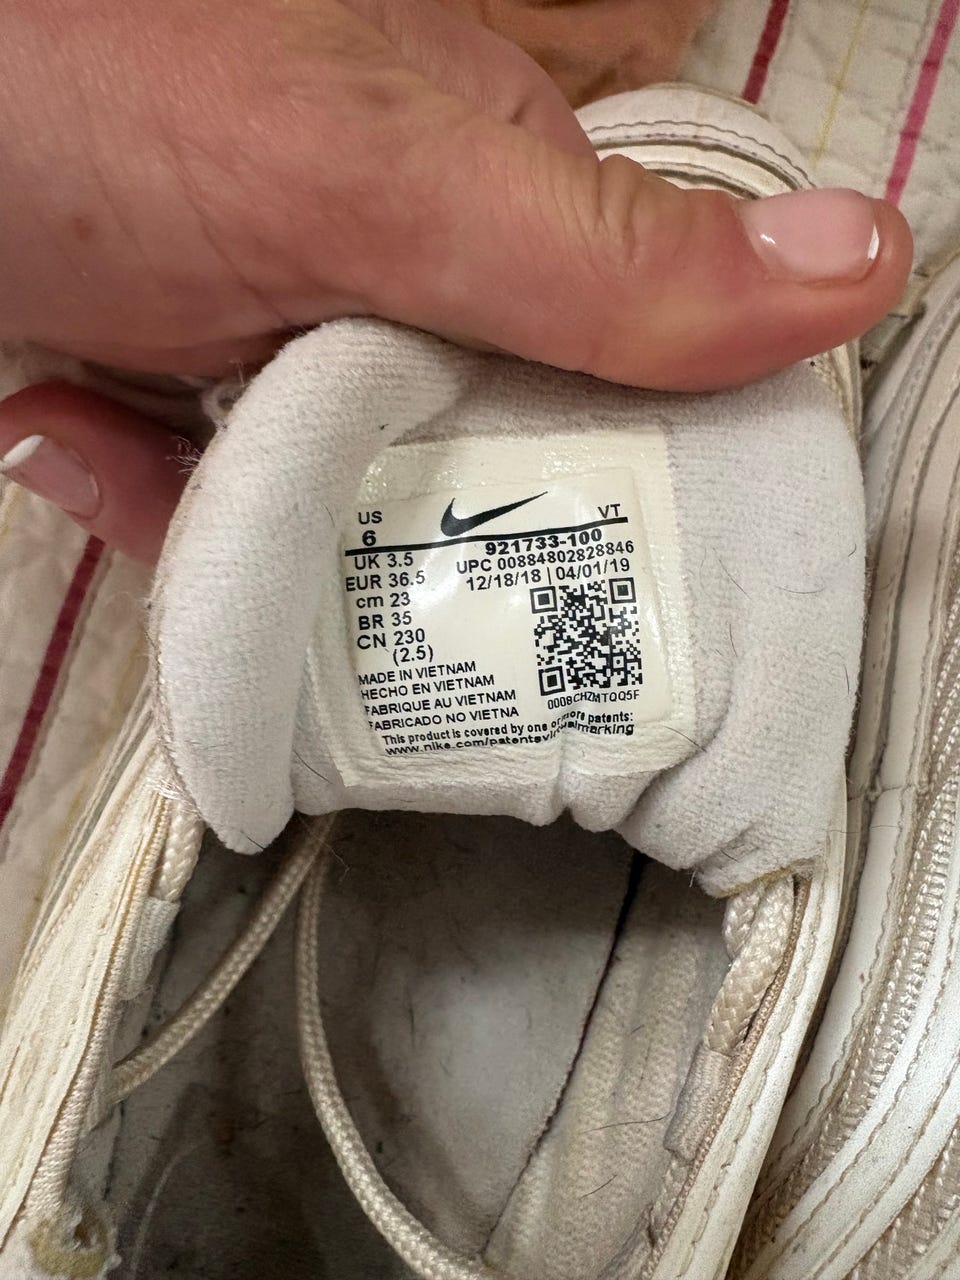 US
6
VT
921733-100
UPC 00884802828846
12/18/18 | 04/01/19
UK 3.5
EUR 36.5
cm 23
BR 35
CN 230
(2.5)
MADE IN VIETNAM
HECHO EN VIETNAM
FABRIQUE AU VIETNAM
FABRICADO NO VIETNA
0008CHZMTQQ5F
This product is covered by one or more patents:
www.nike.com/patentsvirtualmarking